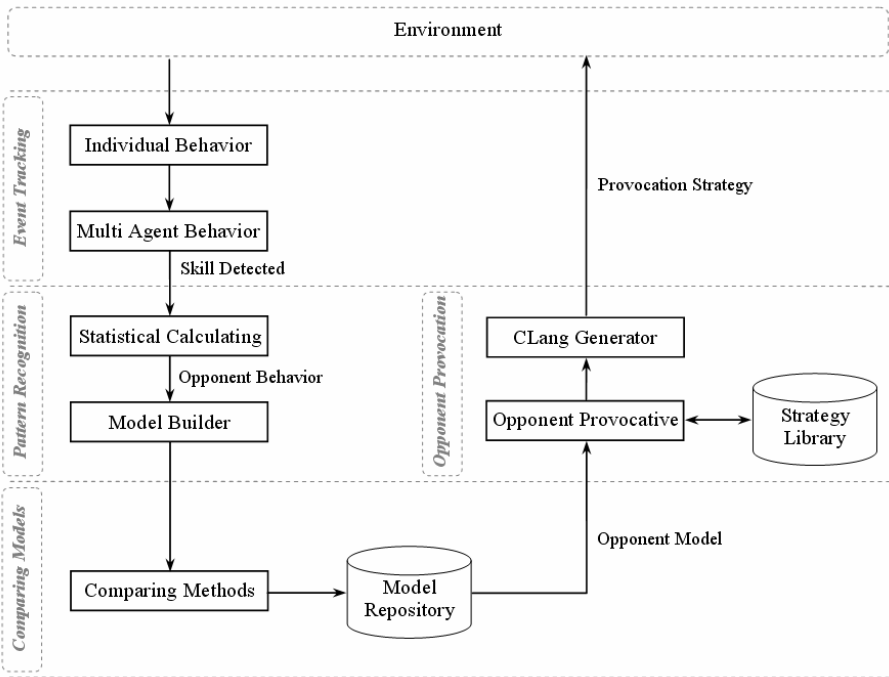 Environment
Event Tracking
Individual Behavior
Multi Agent Behavior
Skill Detected
Provocation Strategy
Pattern Recognition
Statistical Calculating
Opponent Behavior
Model Builder
Opponent Provocation
CLang Generator
Opponent Provocative
Strategy
Library
Comparing Models
Comparing Methods
Model
Repository
Opponent Model